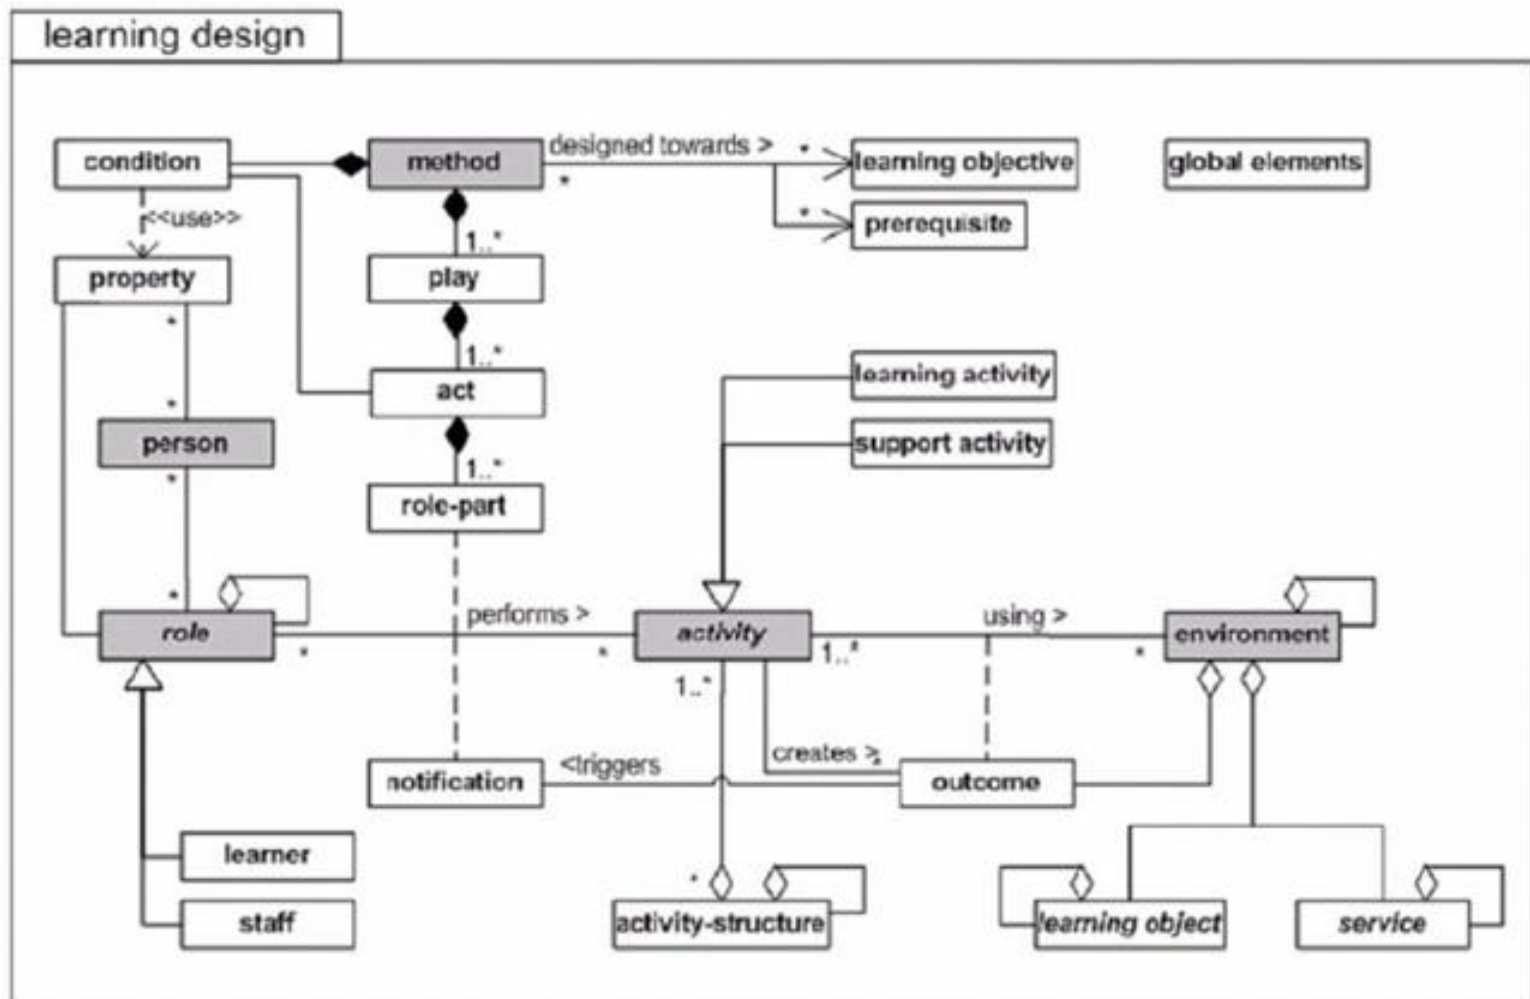 learning design
condition
method
designed towards >
*
*
learning objective
global elements
<<use>>
*
prerequisite
1..*
property
play
*
1..*
learning activity
act
*
person
support activity
*
1..*
role-part
*
performs >
using >
role
activity
environment
*
*
1..*
*
1..*
creates >
*
<triggers
notification
outcome
learner
*
staff
activity-structure
learning object
service